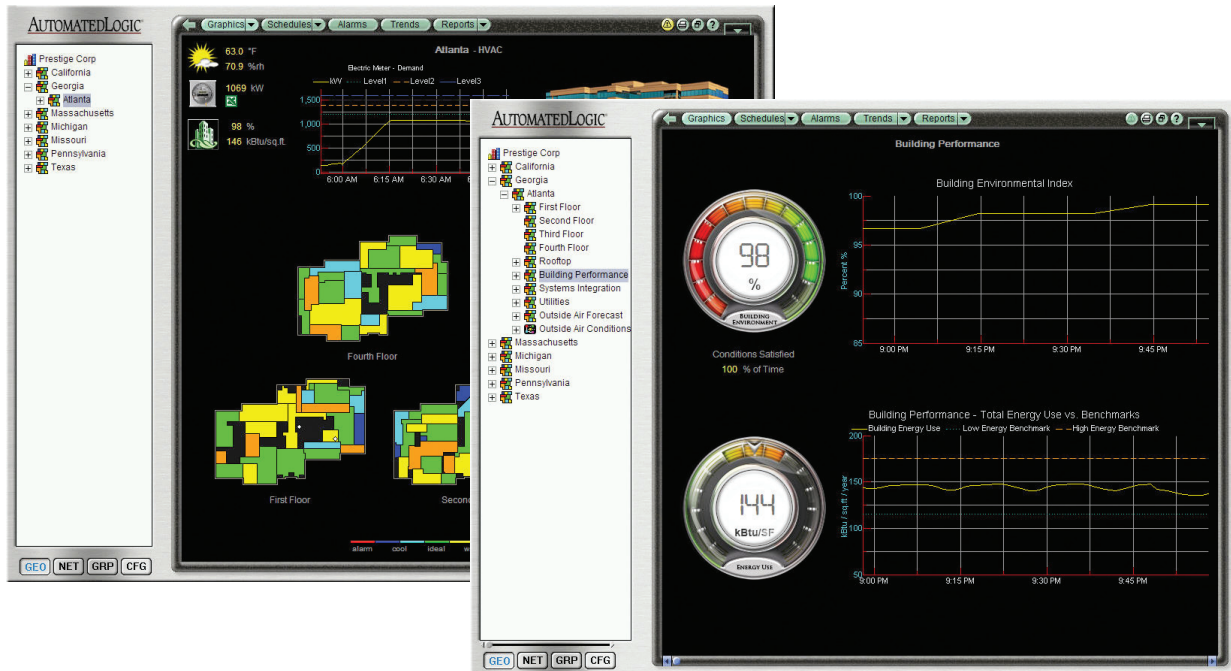 AUTOMATEDLOGIC®
Graphics Schedules Alarms Trends Reports
Prestige Corp
California
Georgia
Atlanta
Massachusetts
Michigan
Missouri
Pennsylvania
Texas
63.0 °F
70.9 %rh
1069 kW
98 %
146 kBtu/sq.ft.
Atlanta - HVAC
Electric Meter - Demand
kW Level1 Level2 Level3
1,500
1,000
500
0
6:00 AM 6:15 AM 6:30 AM
Fourth Floor
First Floor
alarm cool ideal
GEO NET GRP CFG
AUTOMATEDLOGIC®
Graphics Schedules Alarms Trends Reports
Prestige Corp
California
Georgia
Atlanta
First Floor
Second Floor
Third Floor
Fourth Floor
Rooftop
Building Performance
Systems Integration
Utilities
Outside Air Forecast
Outside Air Conditions
Massachusetts
Michigan
Missouri
Pennsylvania
Texas
GEO NET GRP CFG
Building Performance
98
%
BUILDING
ENVIRONMENT
Conditions Satisfied
100 % of Time
Building Environmental Index
Percent %
100
95
90
85
9:00 PM 9:15 PM 9:30 PM 9:45 PM
144
kBtu/SF
ENERGY USE
Building Performance - Total Energy Use vs. Benchmarks
Building Energy Use Low Energy Benchmark High Energy Benchmark
kBtu / sq.ft / year
200
150
100
50
9:00 PM 9:15 PM 9:30 PM 9:45 PM